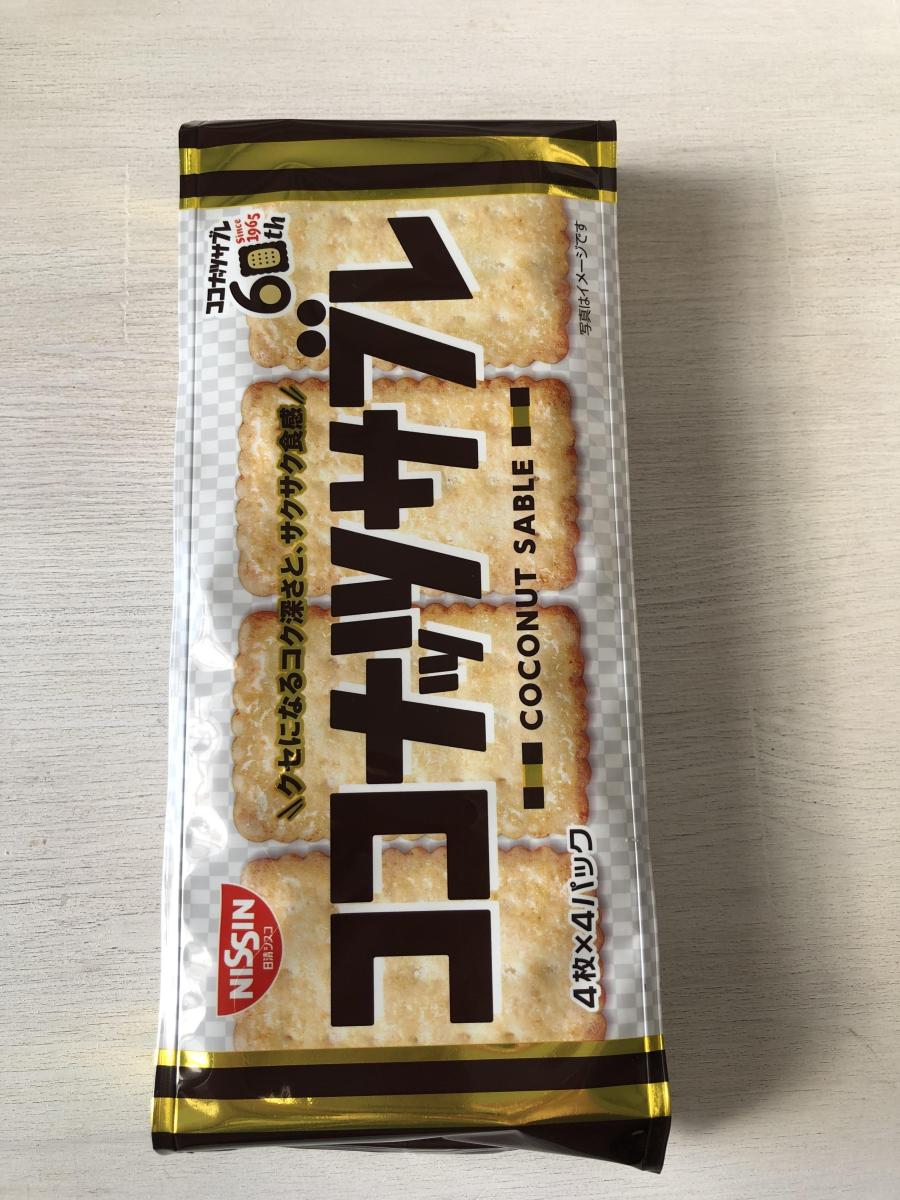 NISSIN
日清シスコ
\\クセになるコク深さと、サクサク食感//
ココナッツサブレ
Since
1965
60th
ココナッツサブレ
COCONUT SABLE
4枚×4パック
写真はイメージです